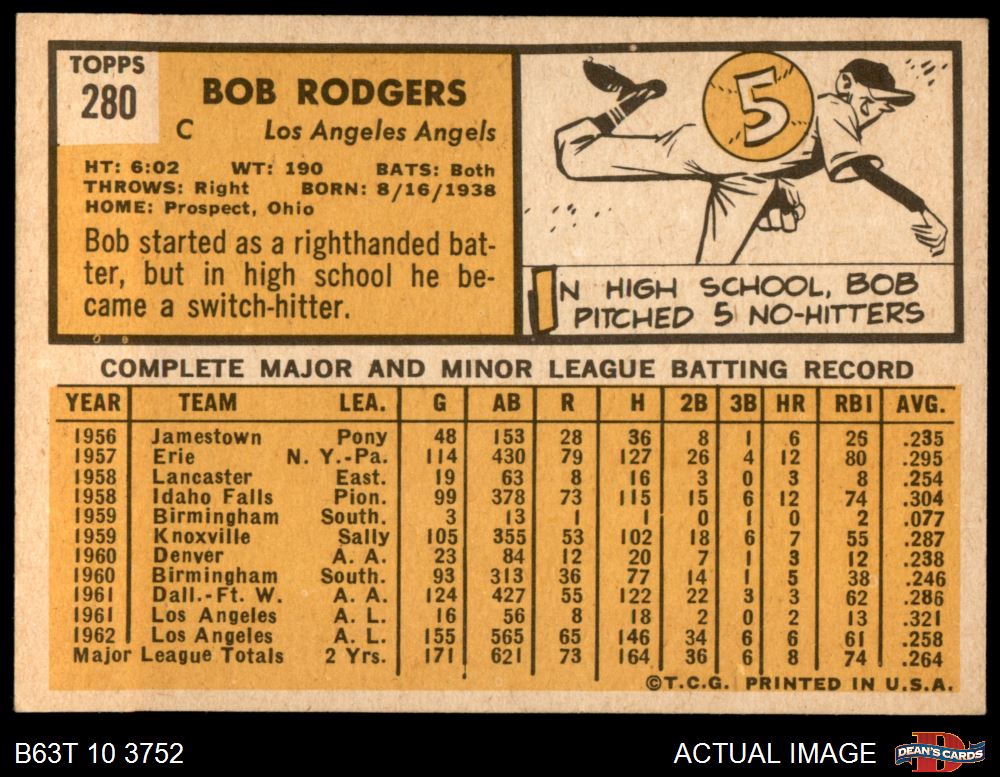 TOPPS
280
BOB RODGERS
C Los Angeles Angels
HT: 6:02 WT: 190 BATS: Both
THROWS: Right BORN: 8/16/1938
HOME: Prospect, Ohio
Bob started as a righthanded bat-
ter, but in high school he be-
came a switch-hitter.
5
IN HIGH SCHOOL, BOB
PITCHED 5 NO-HITTERS
COMPLETE MAJOR AND MINOR LEAGUE BATTING RECORD
YEAR TEAM LEA. G AB R H 2B 3B HR RBI AVG.
1956 Jamestown Pony 48 153 28 36 8 1 6 26 .235
1957 Erie N. Y.-Pa. 114 430 79 127 26 4 12 80 .295
1958 Lancaster East. 19 63 8 16 3 0 3 8 .254
1958 Idaho Falls Pion. 99 378 73 115 15 6 12 74 .304
1959 Birmingham South. 3 13 1 1 0 1 0 2 .077
1959 Knoxville Sally 105 355 53 102 18 6 7 55 .287
1960 Denver A. A. 23 84 12 20 7 1 3 12 .238
1960 Birmingham South. 93 313 36 77 14 1 5 38 .246
1961 Dall.-Ft. W. A. A. 124 427 55 122 22 3 3 62 .286
1961 Los Angeles A. L. 16 56 8 18 2 0 2 13 .321
1962 Los Angeles A. L. 155 565 65 146 34 6 6 61 .258
Major League Totals 2 Yrs. 171 621 73 164 36 6 8 74 .264
©T.C.G. PRINTED IN U.S.A.
B63T 10 3752
ACTUAL IMAGE
DEAN'S CARDS